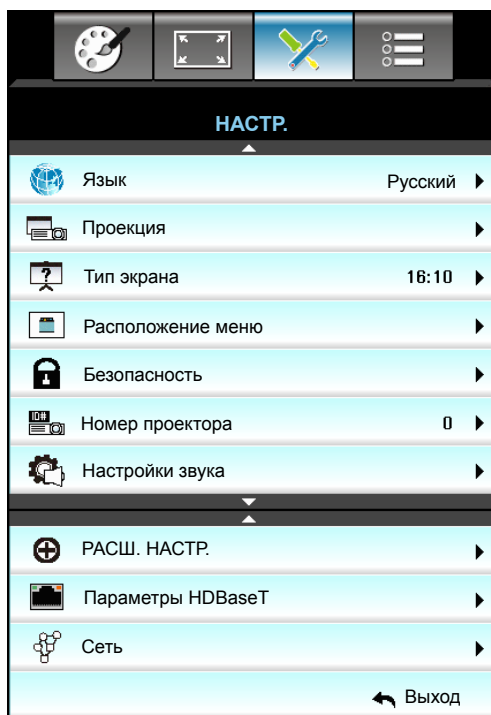 НАСТР.
Язык Русский
Проекция
?
Тип экрана 16:10
Расположение меню
Безопасность
ID#
Номер проектора 0
Настройки звука
РАСШ. НАСТР.
Параметры HDBaseT
Сеть
Выход